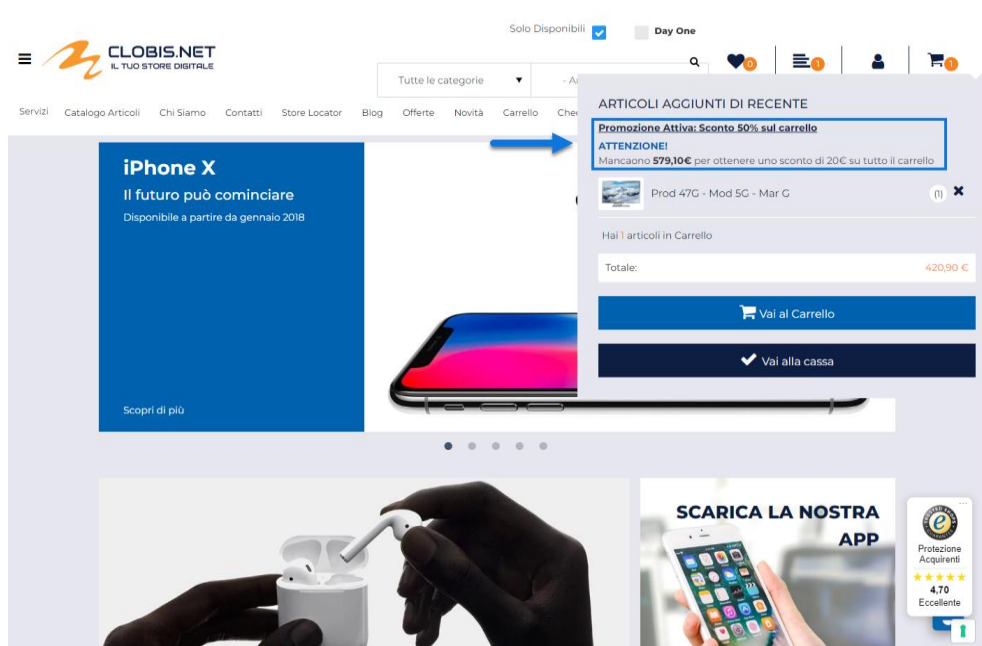 Solo Disponibili
Day One
CLOBIS.NET
IL TUO STORE DIGITALE
Tutte le categorie
0
1
1
Servizi
Catalogo Articoli
Chi Siamo
Contatti
Store Locator
Blog
Offerte
Novità
Carrello
ARTICOLI AGGIUNTI DI RECENTE
Promozione Attiva: Sconto 50% sul carrello
ATTENZIONE!
Mancaono 579,10€ per ottenere uno sconto di 20€ su tutto il carrello
Prod 47G - Mod 5G - Mar G
(1)
Hai 1 articoli in Carrello
Totale:
420,90 €
Vai al Carrello
Vai alla cassa
iPhone X
Il futuro può cominciare
Disponibile a partire da gennaio 2018
Scopri di più
SCARICA LA NOSTRA
APP
Protezione
Acquirenti
4,70
Eccellente